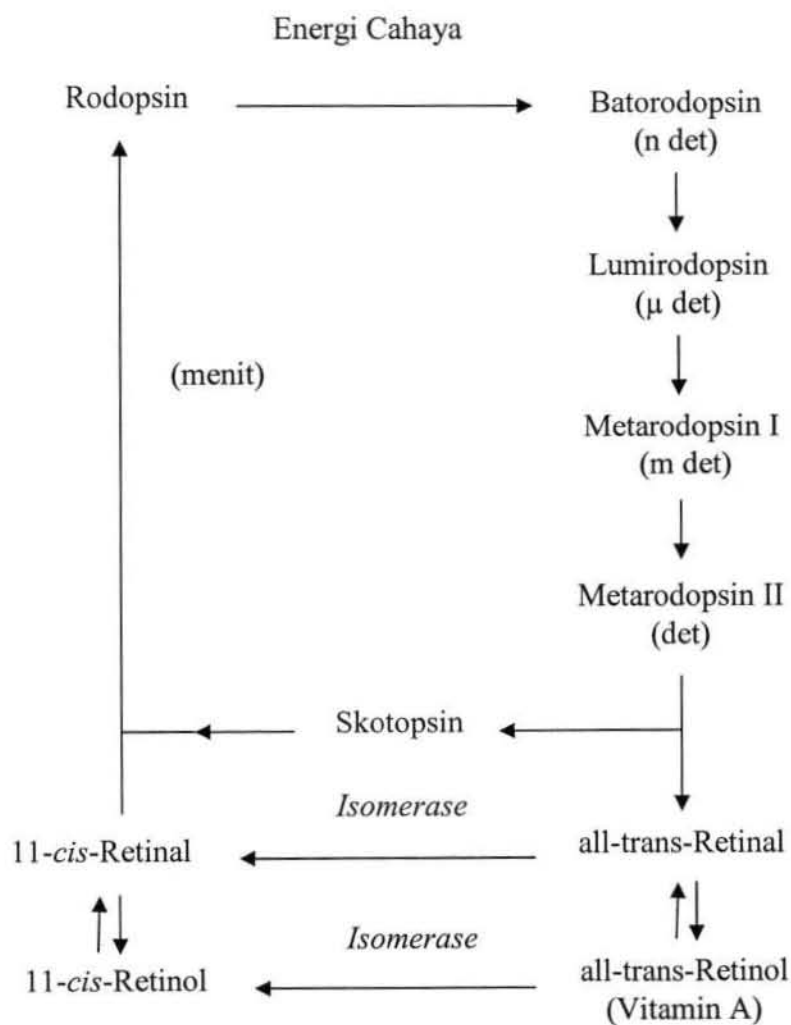 Energi Cahaya
Rodopsin
Batorodopsin
(n det)
Lumirodopsin
(µ det)
(menit)
Metarodopsin I
(m det)
Metarodopsin II
(det)
Skotopsin
Isomerase
11-cis-Retinal
all-trans-Retinal
Isomerase
11-cis-Retinol
all-trans-Retinol
(Vitamin A)